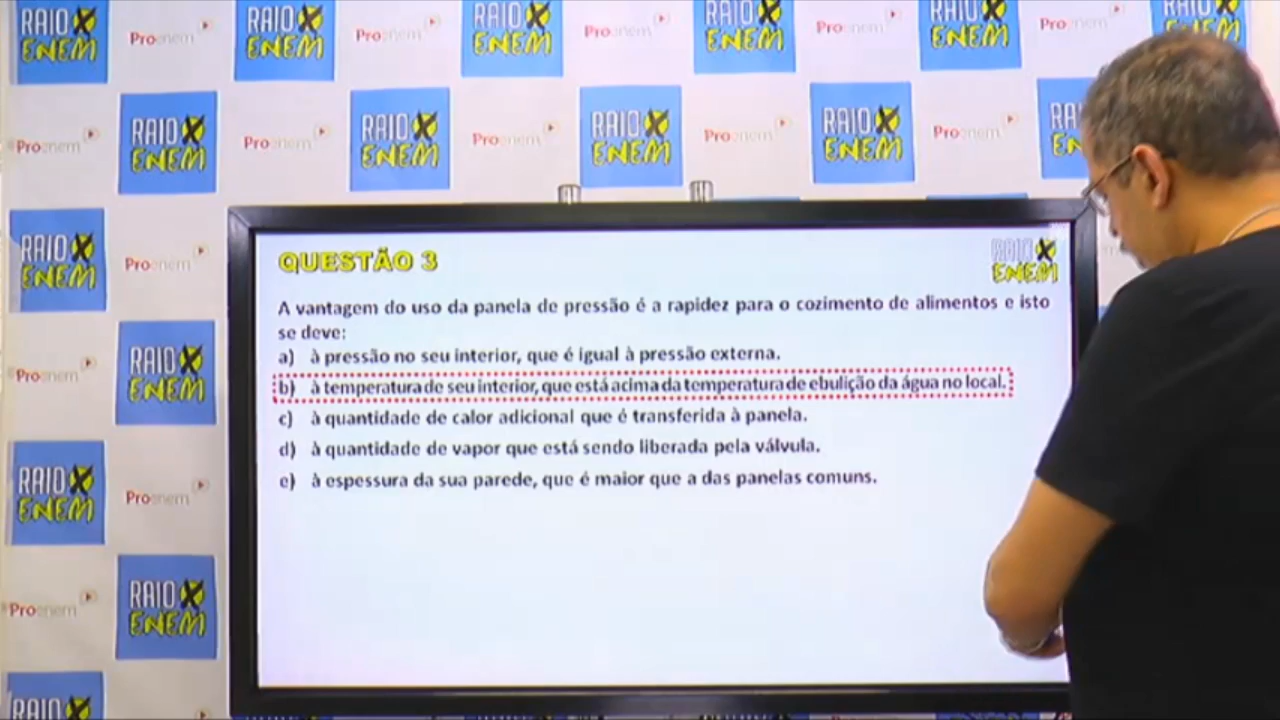 RAIO X
ENEM
Proenem
QUESTÃO 3
RAIO X
ENEM
A vantagem do uso da panela de pressão é a rapidez para o cozimento de alimentos e isto
se deve:
a) à pressão no seu interior, que é igual à pressão externa.
b) à temperatura de seu interior, que está acima da temperatura de ebulição da água no local.
c) à quantidade de calor adicional que é transferida à panela.
d) à quantidade de vapor que está sendo liberada pela válvula.
e) à espessura da sua parede, que é maior que a das panelas comuns.